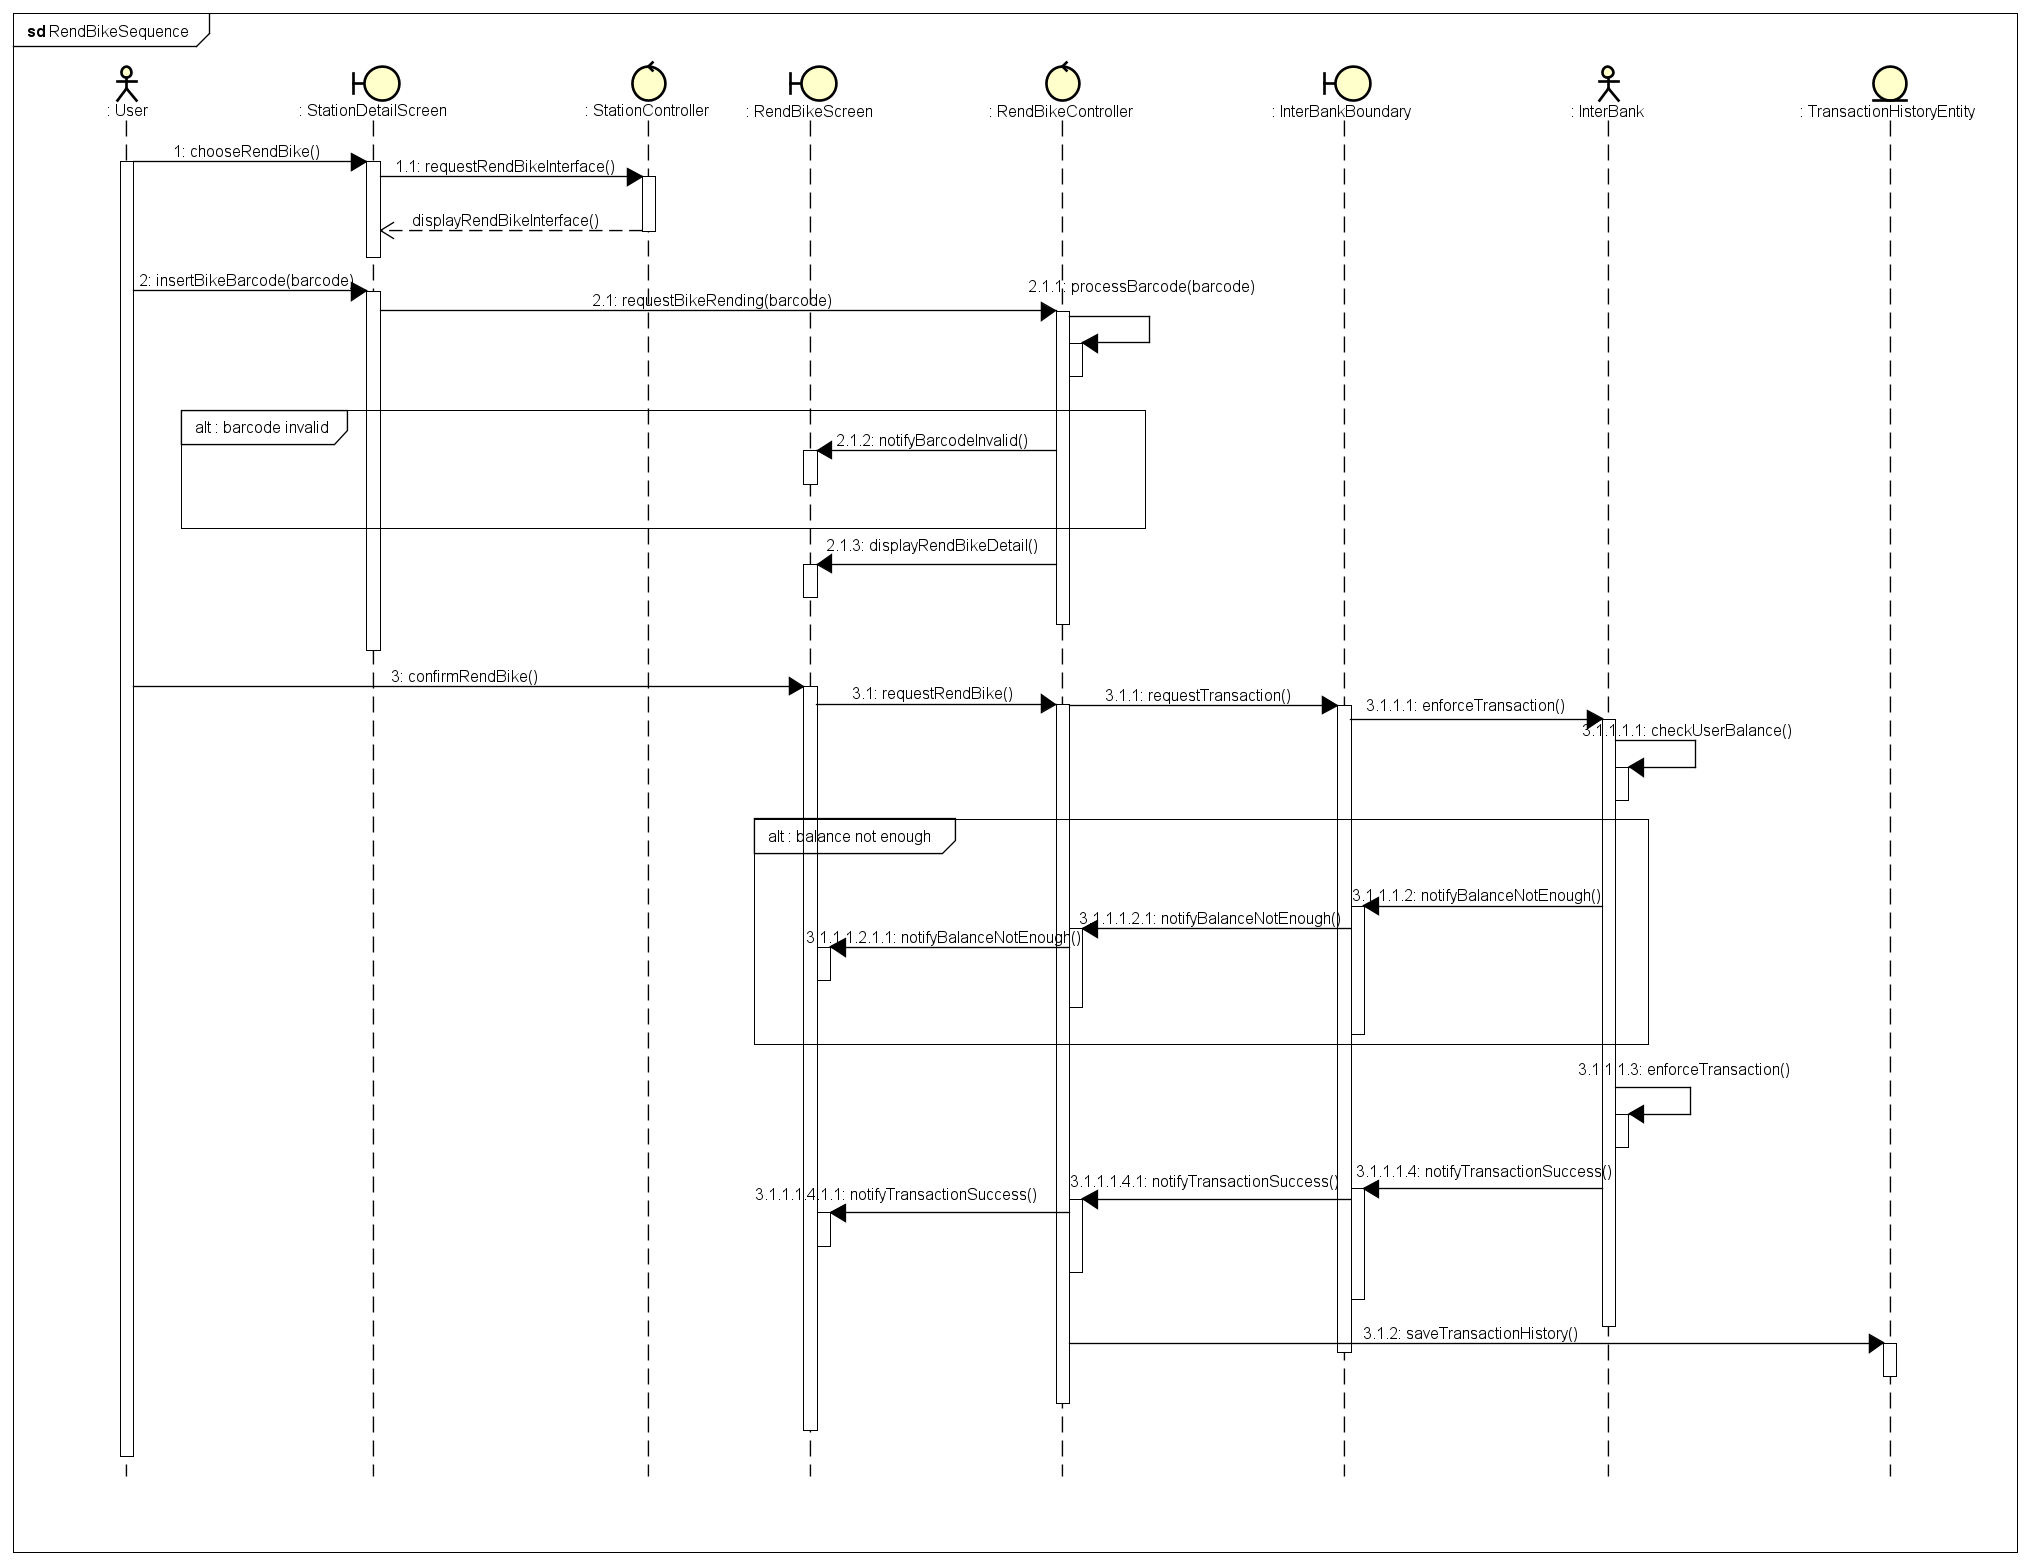 sd RendBikeSequence
: User
: StationDetailScreen
: StationController
: RendBikeScreen
: RendBikeController
: InterBankBoundary
: InterBank
: TransactionHistoryEntity
1: chooseRendBike()
1.1: requestRendBikeInterface()
displayRendBikeInterface()
2: insertBikeBarcode(barcode)
2.1: requestBikeRending(barcode)
2.1.1: processBarcode(barcode)
alt : barcode invalid
2.1.2: notifyBarcodeInvalid()
2.1.3: displayRendBikeDetail()
3: confirmRendBike()
3.1: requestRendBike()
3.1.1: requestTransaction()
3.1.1.1: enforceTransaction()
3.1.1.1.1: checkUserBalance()
alt : balance not enough
3.1.1.1.2: notifyBalanceNotEnough()
3.1.1.1.2.1: notifyBalanceNotEnough()
3.1.1.1.2.1.1: notifyBalanceNotEnough()
3.1.1.1.3: enforceTransaction()
3.1.1.1.4: notifyTransactionSuccess()
3.1.1.1.4.1: notifyTransactionSuccess()
3.1.1.1.4.1.1: notifyTransactionSuccess()
3.1.2: saveTransactionHistory()